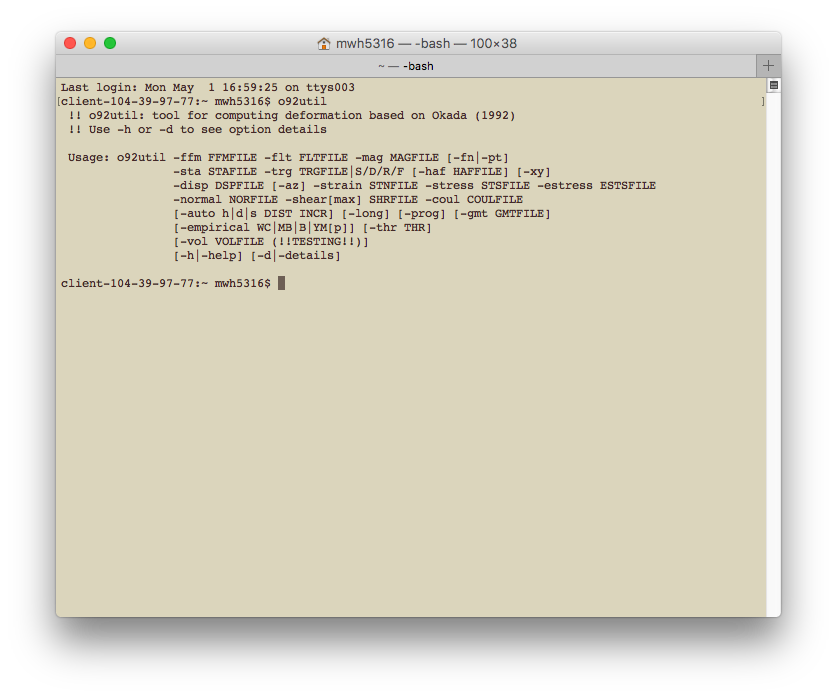 mwh5316 — -bash — 100×38
~ — -bash
Last login: Mon May  1 16:59:25 on ttys003
[client-104-39-97-77:~ mwh5316$ o92util ]
 !! o92util: tool for computing deformation based on Okada (1992)
 !! Use -h or -d to see option details
 Usage: o92util -ffm FFMFILE -flt FLTFILE -mag MAGFILE [-fn|-pt]
                -sta STAFILE -trg TRGFILE|S/D/R/F [-haf HAFFILE] [-xy]
                -disp DSPFILE [-az] -strain STNFILE -stress STSFILE -estress ESTSFILE
                -normal NORFILE -shear[max] SHRFILE -coul COULFILE
                [-auto h|d|s DIST INCR] [-long] [-prog] [-gmt GMTFILE]
                [-empirical WC|MB|B|YM[p]] [-thr THR]
                [-vol VOLFILE (!!TESTING!!)]
                [-h|-help] [-d|-details]
client-104-39-97-77:~ mwh5316$